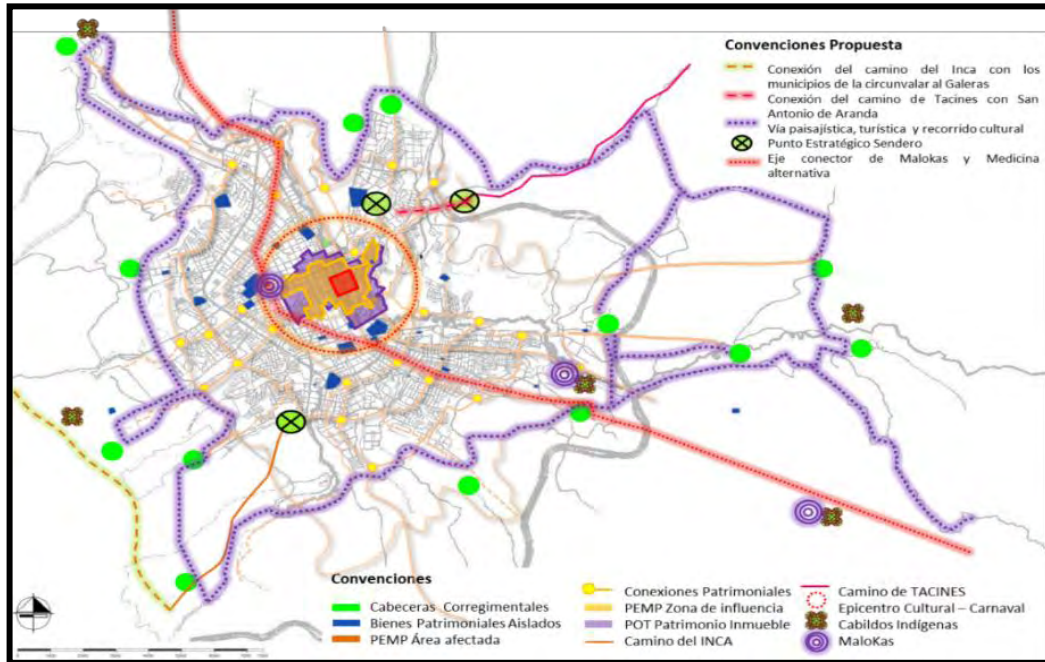 Convenciones Propuesta
Conexión del camino del Inca con los
municipios de la circunvalar al Galeras
Conexión del camino de Tacines con San
Antonio de Aranda
Vía paisajística, turística y recorrido cultural
Punto Estratégico Sendero
Eje conector de Malokas y Medicina
alternativa
Convenciones
Cabeceras Corregimentales
Bienes Patrimoniales Aislados
PEMP Área afectada
Conexiones Patrimoniales
PEMP Zona de influencia
POT Patrimonio Inmueble
Camino del INCA
Camino de TACINES
Epicentro Cultural – Carnaval
Cabildos Indígenas
MaloKas